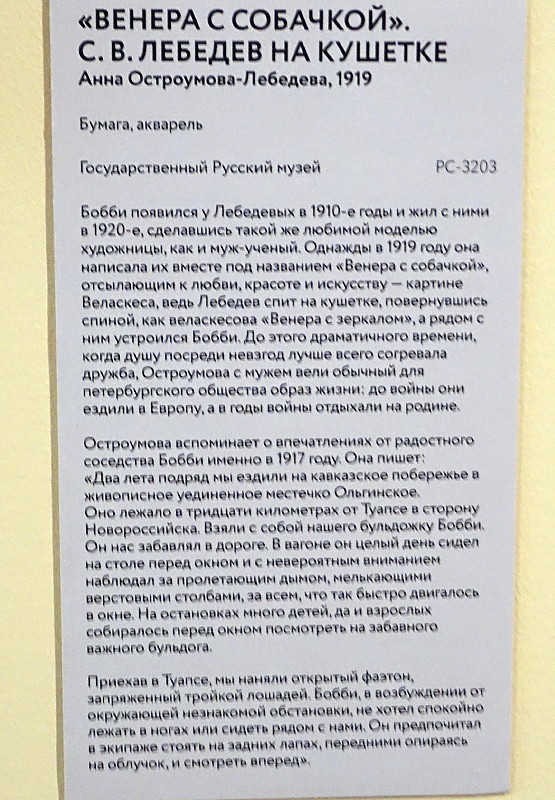 «ВЕНЕРА С СОБАЧКОЙ».
С. В. ЛЕБЕДЕВ НА КУШЕТКЕ
Анна Остроумова-Лебедева, 1919
Бумага, акварель
Государственный Русский музей РС-3203
Бобби появился у Лебедевых в 1910-е годы и жил с ними
в 1920-е, сделавшись такой же любимой моделью
художницы, как и муж-ученый. Однажды в 1919 году она
написала их вместе под названием «Венера с собачкой»,
отсылающим к любви, красоте и искусству — картине
Веласкеса, ведь Лебедев спит на кушетке, повернувшись
спиной, как веласкесова «Венера с зеркалом», а рядом с
ним устроился Бобби. До этого драматичного времени,
когда душу посреди невзгод лучше всего согревала
дружба, Остроумова с мужем вели обычный для
петербургского общества образ жизни: до войны они
ездили в Европу, а в годы войны отдыхали на родине.
Остроумова вспоминает о впечатлениях от радостного
соседства Бобби именно в 1917 году. Она пишет:
«Два лета подряд мы ездили на кавказское побережье в
живописное уединенное местечко Ольгинское.
Оно лежало в тридцати километрах от Туапсе в сторону
Новороссийска. Взяли с собой нашего бульдожку Бобби.
Он нас забавлял в дороге. В вагоне он целый день сидел
на столе перед окном и с невероятным вниманием
наблюдал за пролетающим дымом, мелькающими
верстовыми столбами, за всем, что так быстро двигалось
в окне. На остановках много детей, да и взрослых
собиралось перед окном посмотреть на забавного
важного бульдога.
Приехав в Туапсе, мы наняли открытый фаэтон,
запряженный тройкой лошадей. Бобби, в возбуждении от
окружающей незнакомой обстановки, не хотел спокойно
лежать в ногах или сидеть рядом с нами. Он предпочитал
в экипаже стоять на задних лапах, передними опираясь
на облучок, и смотреть вперед».